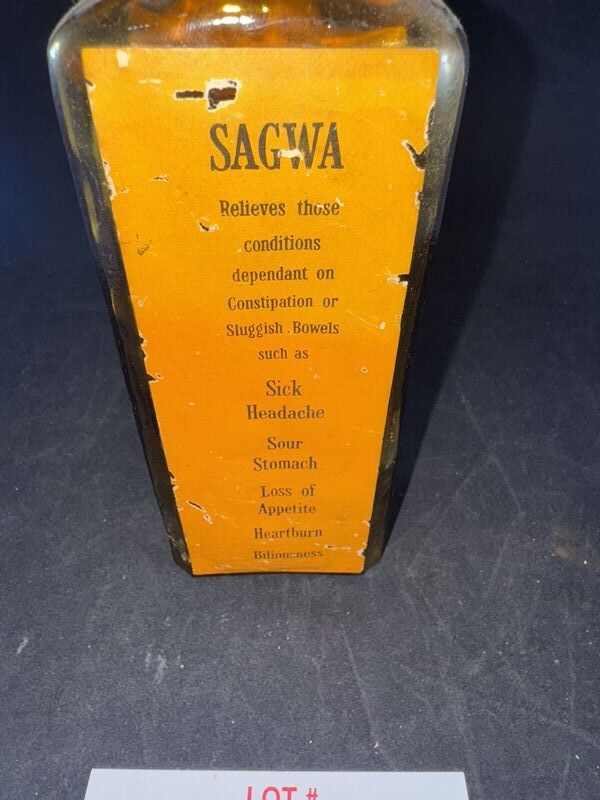 SAGWA
Relieves those
conditions
dependant on
Constipation or
Sluggish Bowels
such as
Sick
Headache
Sour
Stomach
Loss of
Appetite
Heartburn
Biliousness
LOT #